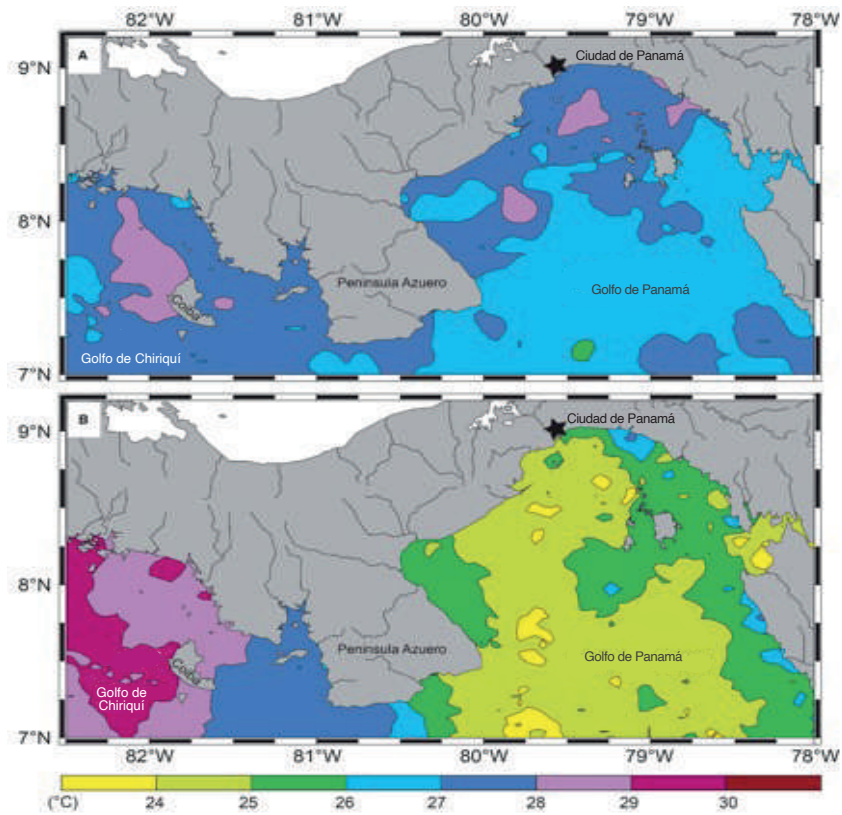 82°W 81°W 80°W 79°W 78°W
A
9°N
Ciudad de Panamá
8°N
Peninsula Azuero
Golfo de Panamá
Coiba
Golfo de Chiriquí
7°N
B
9°N
Ciudad de Panamá
8°N
Peninsula Azuero
Golfo de Panamá
Coiba
Golfo de
Chiriquí
7°N
82°W 81°W 80°W 79°W 78°W
(°C) 24 25 26 27 28 29 30